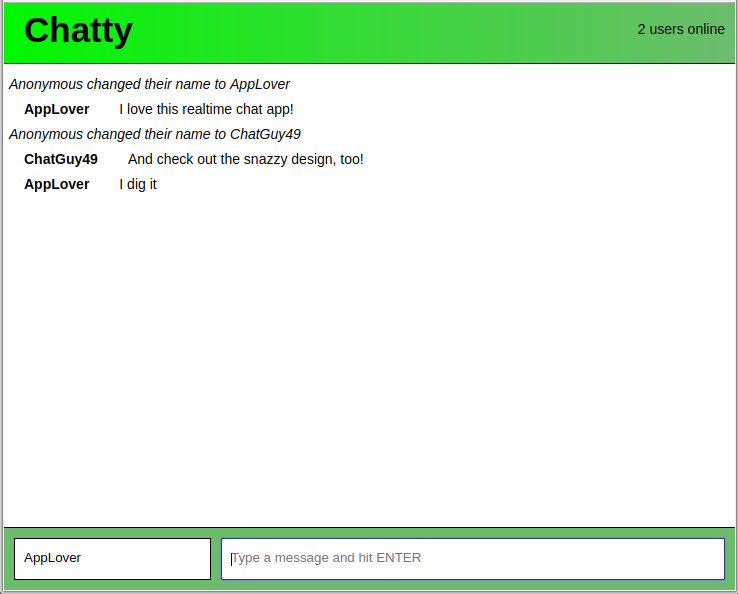 Chatty
2 users online
Anonymous changed their name to AppLover
AppLover I love this realtime chat app!
Anonymous changed their name to ChatGuy49
ChatGuy49 And check out the snazzy design, too!
AppLover I dig it
AppLover
Type a message and hit ENTER